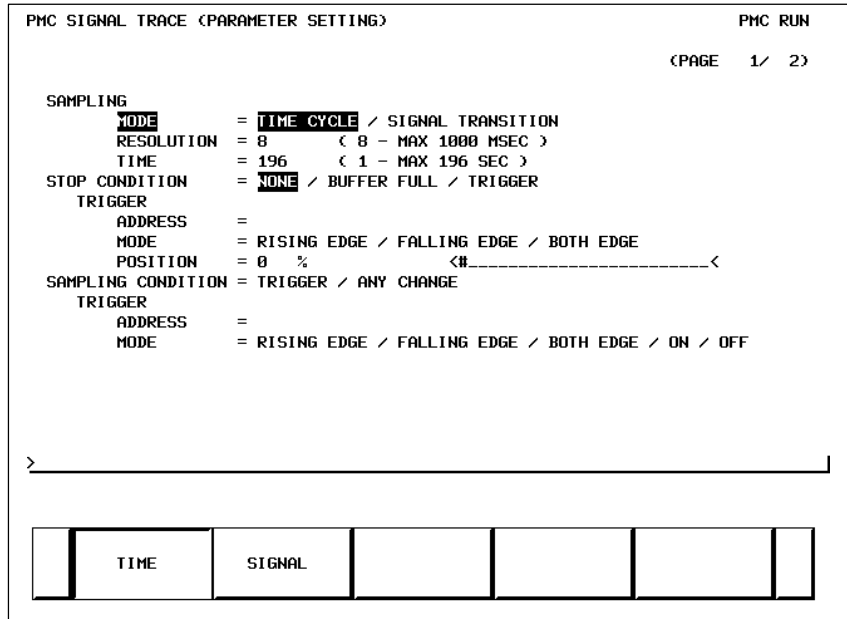 PMC SIGNAL TRACE (PARAMETER SETTING) PMC RUN
(PAGE 1/ 2)
SAMPLING
MODE = TIME CYCLE / SIGNAL TRANSITION
RESOLUTION = 8 ( 8 - MAX 1000 MSEC )
TIME = 196 ( 1 - MAX 196 SEC )
STOP CONDITION = NONE / BUFFER FULL / TRIGGER
TRIGGER
ADDRESS =
MODE = RISING EDGE / FALLING EDGE / BOTH EDGE
POSITION = 0 % <#________________________<
SAMPLING CONDITION = TRIGGER / ANY CHANGE
TRIGGER
ADDRESS =
MODE = RISING EDGE / FALLING EDGE / BOTH EDGE / ON / OFF
>
TIME SIGNAL